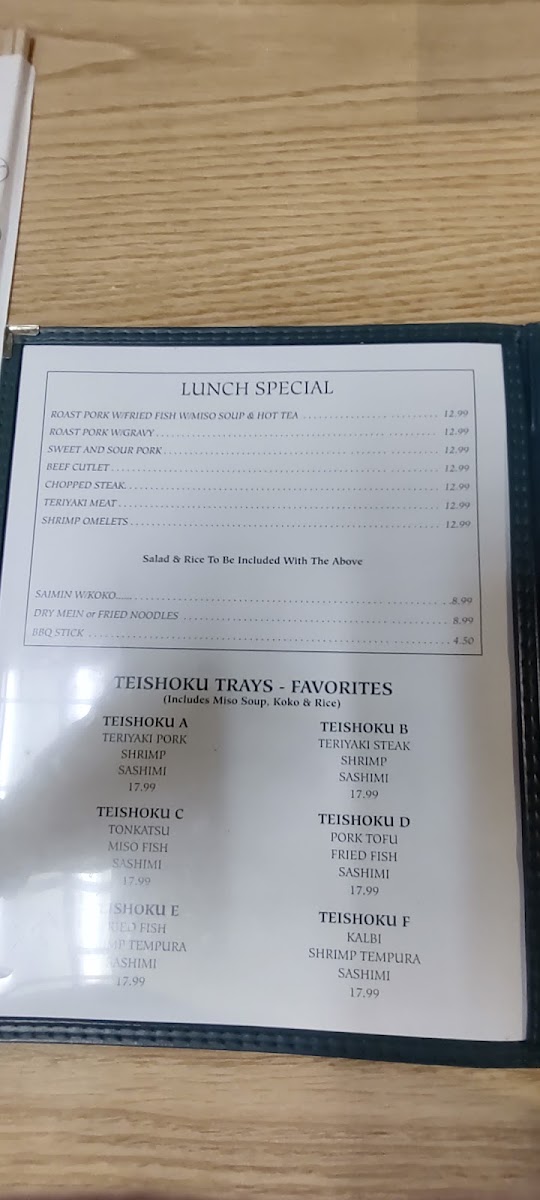 LUNCH SPECIAL
ROAST PORK W/FRIED FISH W/MISO SOUP & HOT TEA 12.99
ROAST PORK W/GRAVY 12.99
SWEET AND SOUR PORK 12.99
BEEF CUTLET 12.99
CHOPPED STEAK 12.99
TERIYAKI MEAT 12.99
SHRIMP OMELETS 12.99
Salad & Rice To Be Included With The Above
SAIMIN W/KOKO 8.99
DRY MEIN or FRIED NOODLES 8.99
BBQ STICK 4.50
TEISHOKU TRAYS - FAVORITES
(Includes Miso Soup, Koko & Rice)
TEISHOKU A
TERIYAKI PORK
SHRIMP
SASHIMI
17.99
TEISHOKU B
TERIYAKI STEAK
SHRIMP
SASHIMI
17.99
TEISHOKU C
TONKATSU
MISO FISH
SASHIMI
17.99
TEISHOKU D
PORK TOFU
FRIED FISH
SASHIMI
17.99
TEISHOKU E
FRIED FISH
SHRIMP TEMPURA
SASHIMI
17.99
TEISHOKU F
KALBI
SHRIMP TEMPURA
SASHIMI
17.99